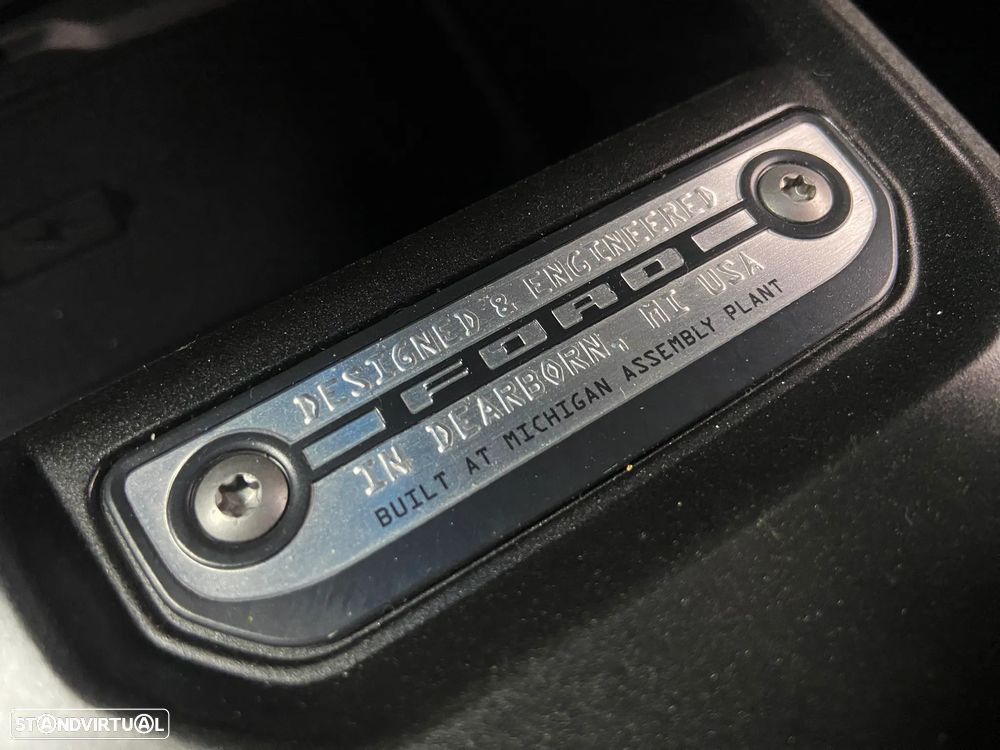 DESIGNED & ENGINEERED
FORD
IN DEARBORN, MI USA
BUILT AT MICHIGAN ASSEMBLY PLANT
STANDVIRTUAL